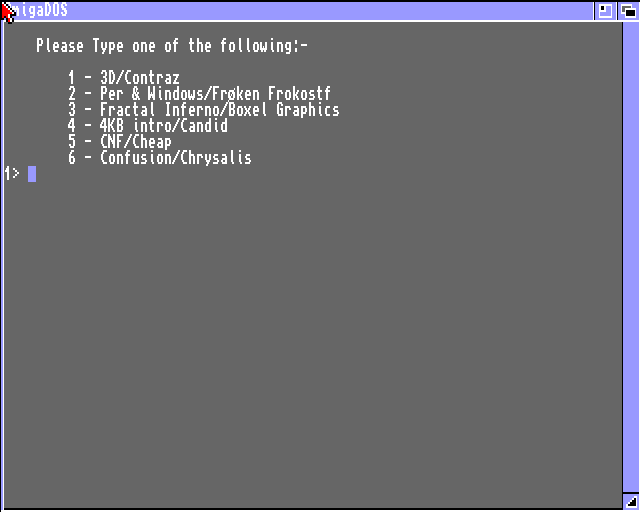 AmigaDOS
Please Type one of the following:-
1 - 3D/Contraz
2 - Per & Windows/Frøken Frokostf
3 - Fractal Inferno/Boxel Graphics
4 - 4KB intro/Candid
5 - CNF/Cheap
6 - Confusion/Chrysalis
1>